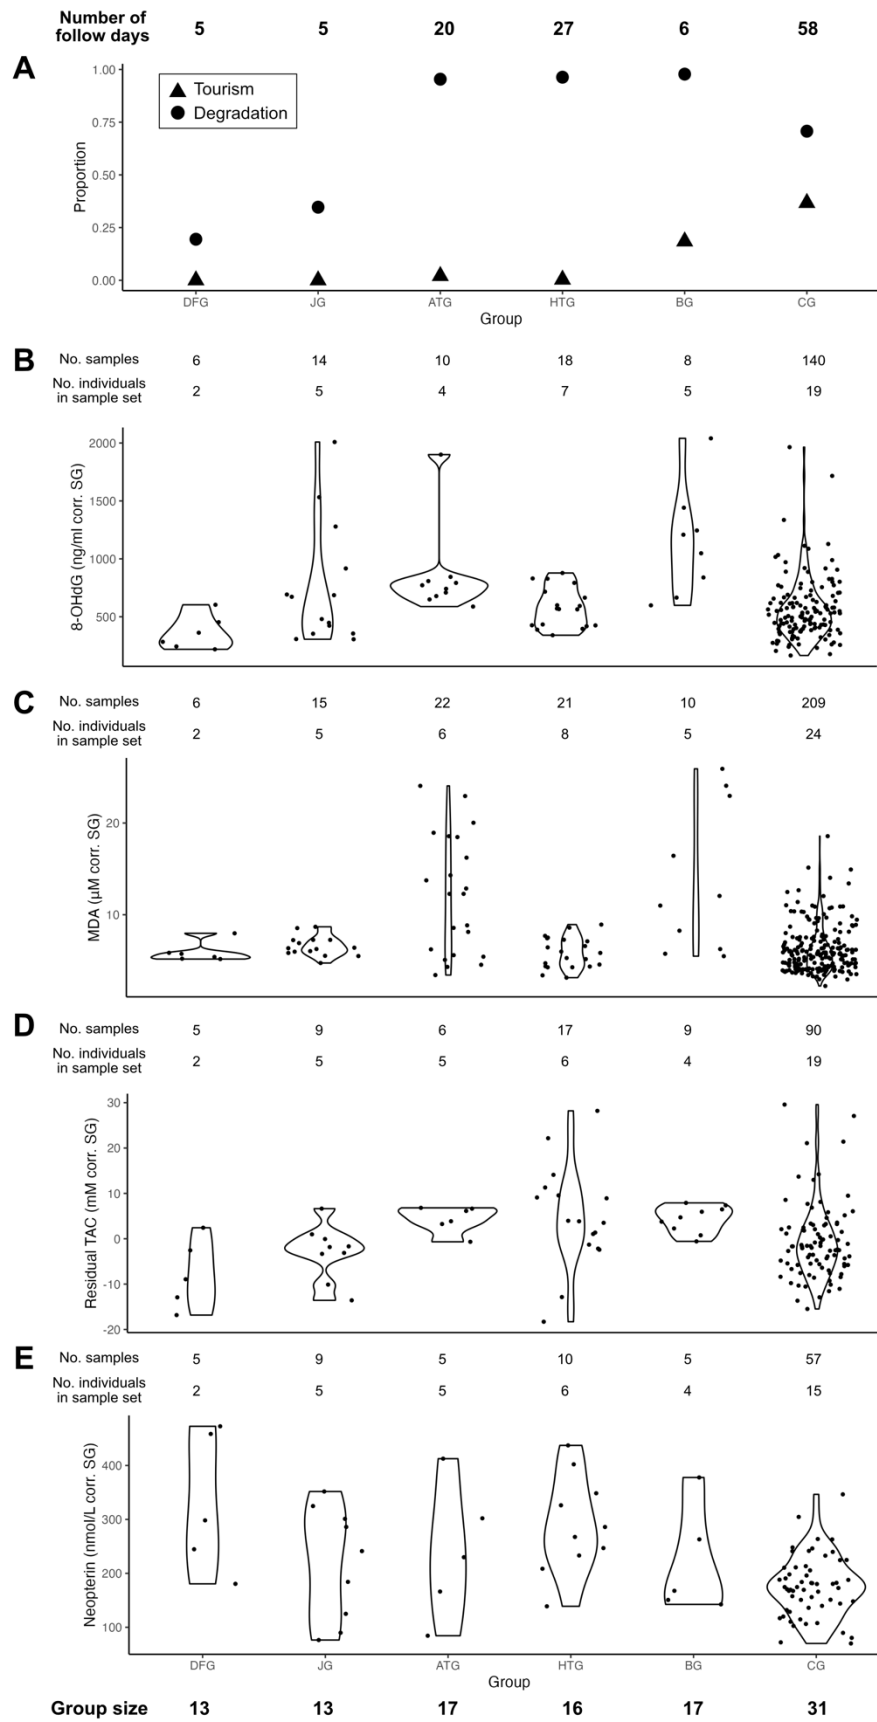 Number of
follow days 5 5 20 27 6 58
A
Tourism
Degradation
Proportion
1.00
0.75
0.50
0.25
0.00
DFG JG ATG HTG BG CG
Group
B
No. samples 6 14 10 18 8 140
No. individuals
in sample set 2 5 4 7 5 19
8-OHdG (ng/ml corr. SG)
2000
1500
1000
500
C
No. samples 6 15 22 21 10 209
No. individuals
in sample set 2 5 6 8 5 24
MDA (µM corr. SG)
20
10
D
No. samples 5 9 6 17 9 90
No. individuals
in sample set 2 5 5 6 4 19
Residual TAC (mM corr. SG)
30
20
10
0
-10
-20
E
No. samples 5 9 5 10 5 57
No. individuals
in sample set 2 5 5 6 4 15
Neopterin (nmol/L corr. SG)
400
300
200
100
DFG JG ATG HTG BG CG
Group
Group size 13 13 17 16 17 31